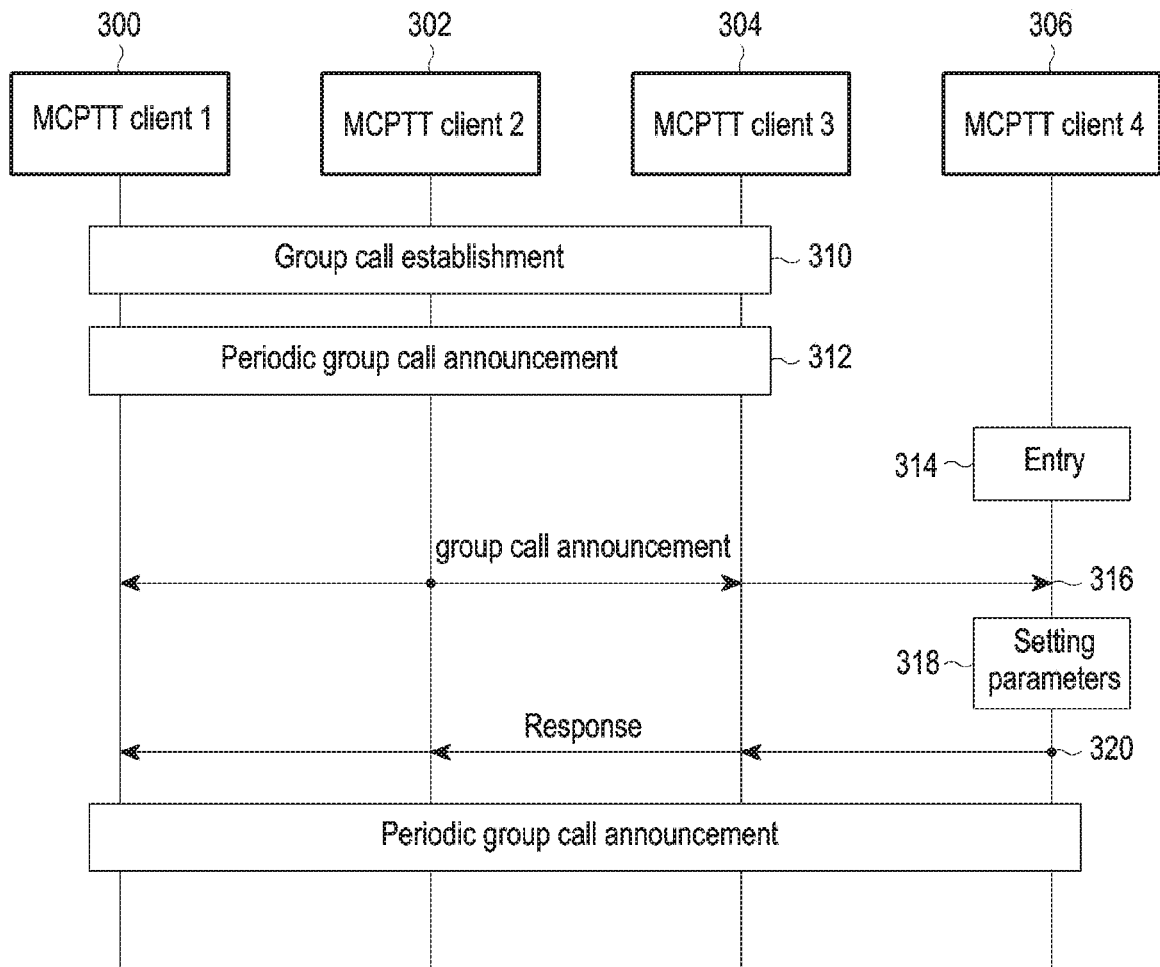 300 302 304 306
MCPTT client 1 MCPTT client 2 MCPTT client 3 MCPTT client 4
Group call establishment 310
Periodic group call announcement 312
314 Entry
group call announcement
316
318 Setting
parameters
Response
320
Periodic group call announcement